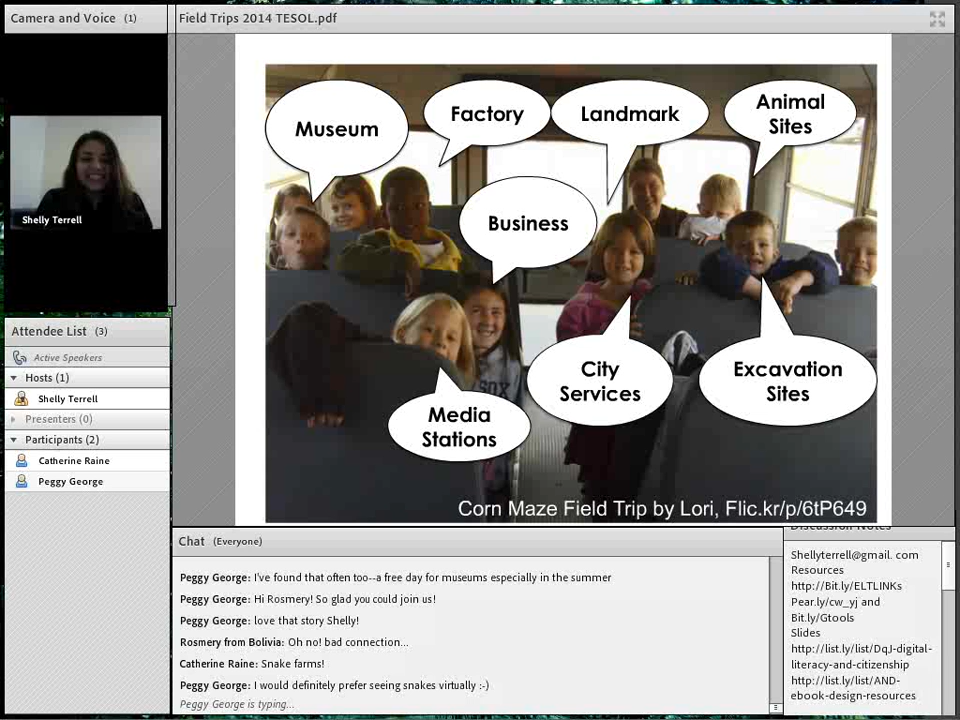 Camera and Voice (1)
Shelly Terrell
Attendee List (3)
Active Speakers
Hosts (1)
Shelly Terrell
Presenters (0)
Participants (2)
Catherine Raine
Peggy George
Field Trips 2014 TESOL.pdf
Museum
Factory
Landmark
Animal
Sites
Business
City
Services
Excavation
Sites
Media
Stations
SOX
Corn Maze Field Trip by Lori, Flic.kr/p/6tP649
Chat (Everyone)
Peggy George: I've found that often too--a free day for museums especially in the summer
Peggy George: Hi Rosmery! So glad you could join us!
Peggy George: love that story Shelly!
Rosmery from Bolivia: Oh no! bad connection...
Catherine Raine: Snake farms!
Peggy George: I would definitely prefer seeing snakes virtually :-)
Peggy George is typing...
Discussion Notes
Shellyterrell@gmail. com
Resources
http://Bit.ly/ELTLINKs
Pear.ly/cw_yj and
Bit.ly/Gtools
Slides
http://list.ly/list/DqJ-digital-
literacy-and-citizenship
http://list.ly/list/AND-
ebook-design-resources